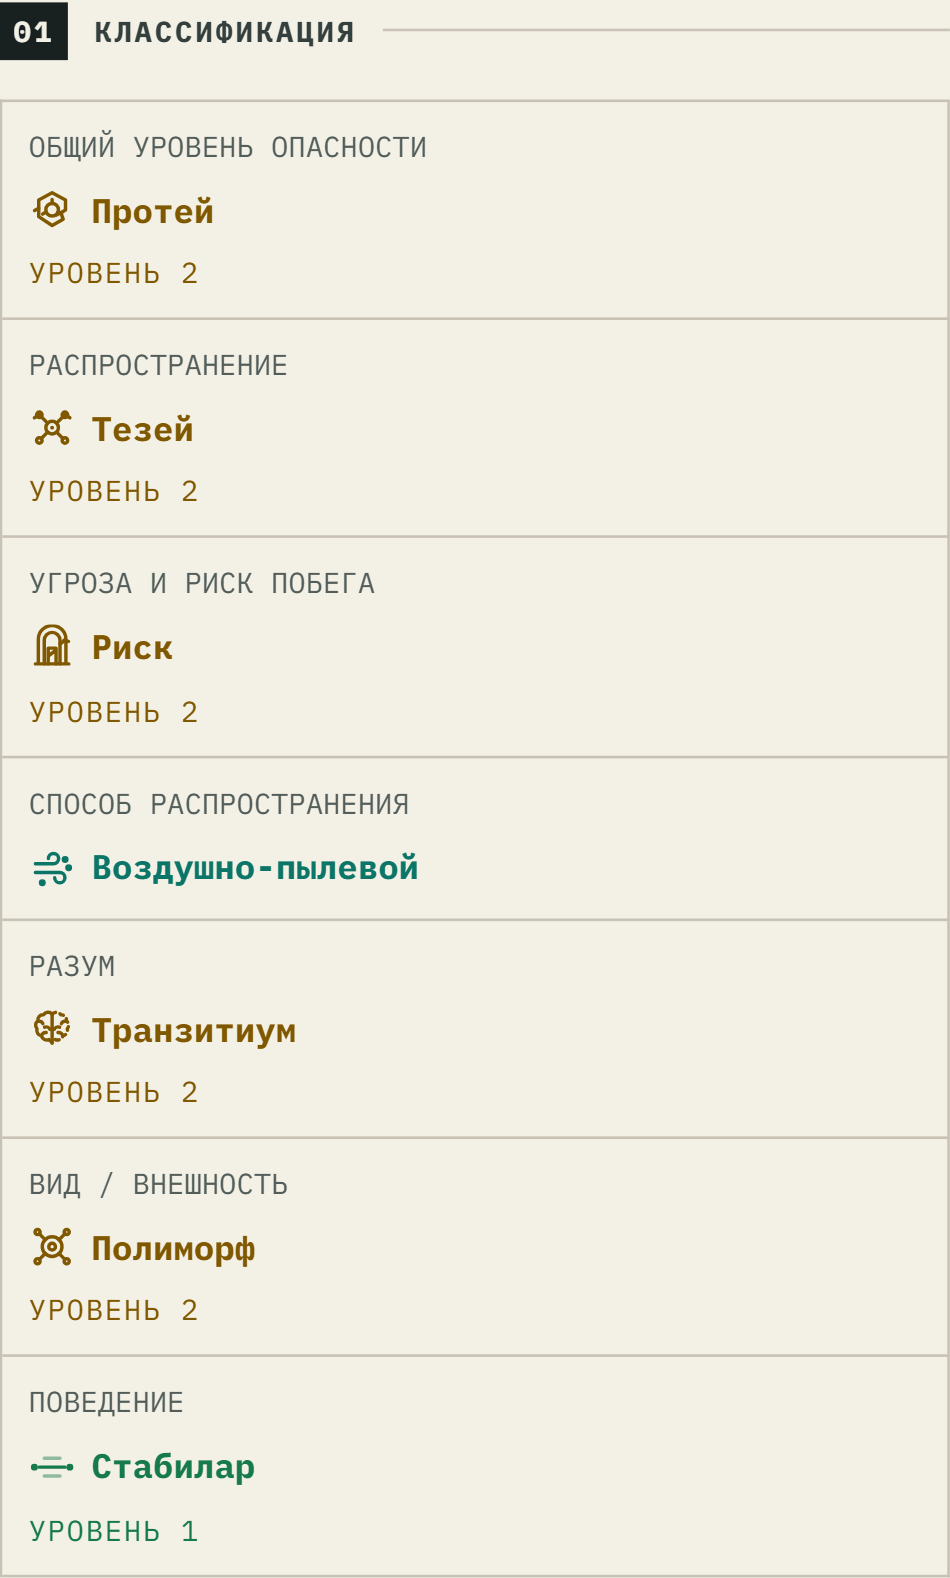 01 КЛАССИФИКАЦИЯ
ОБЩИЙ УРОВЕНЬ ОПАСНОСТИ
Протей
УРОВЕНЬ 2
РАСПРОСТРАНЕНИЕ
Тезей
УРОВЕНЬ 2
УГРОЗА И РИСК ПОБЕГА
Риск
УРОВЕНЬ 2
СПОСОБ РАСПРОСТРАНЕНИЯ
Воздушно-пылевой
РАЗУМ
Транзитиум
УРОВЕНЬ 2
ВИД / ВНЕШНОСТЬ
Полиморф
УРОВЕНЬ 2
ПОВЕДЕНИЕ
Стабилар
УРОВЕНЬ 1